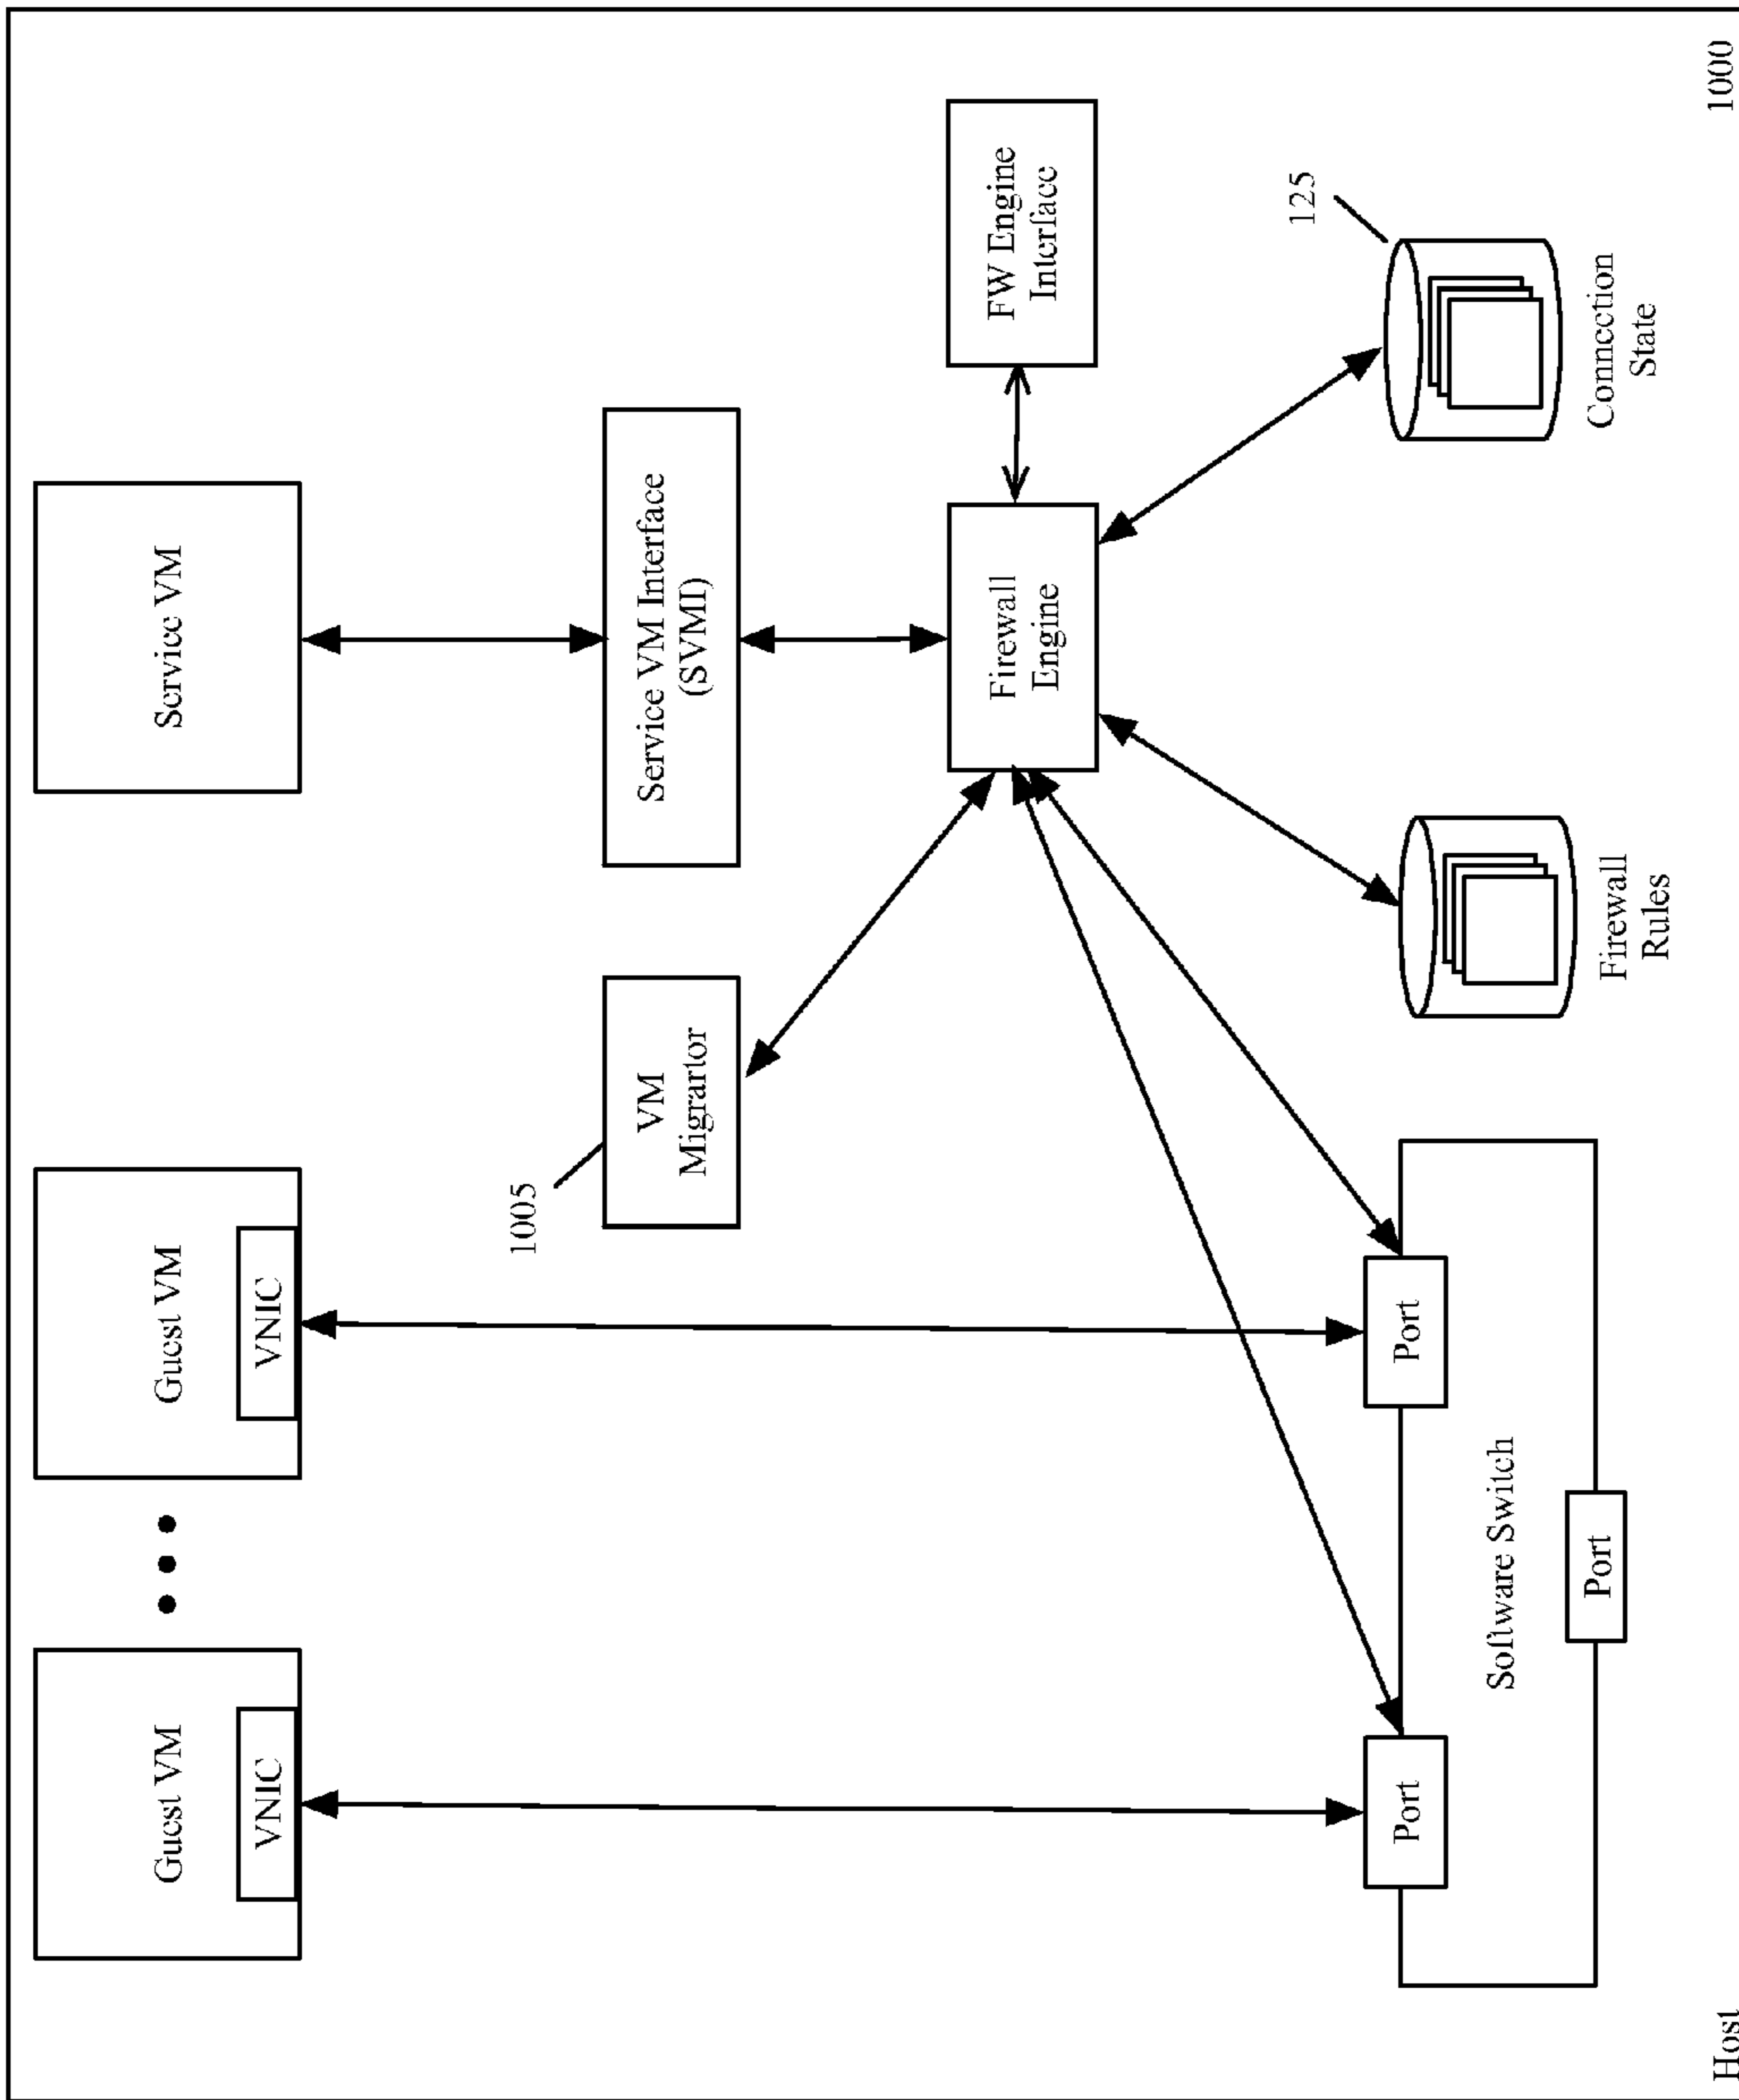 Guest VM
VNIC
Guest VM
VNIC
Service VM
1005
VM
Migrartor
Service VM Interface
(SVMI)
Firewall
Engine
FW Engine
Interface
Port
Port
Software Switch
Port
Firewall
Rules
125
Connection
State
Host
1000